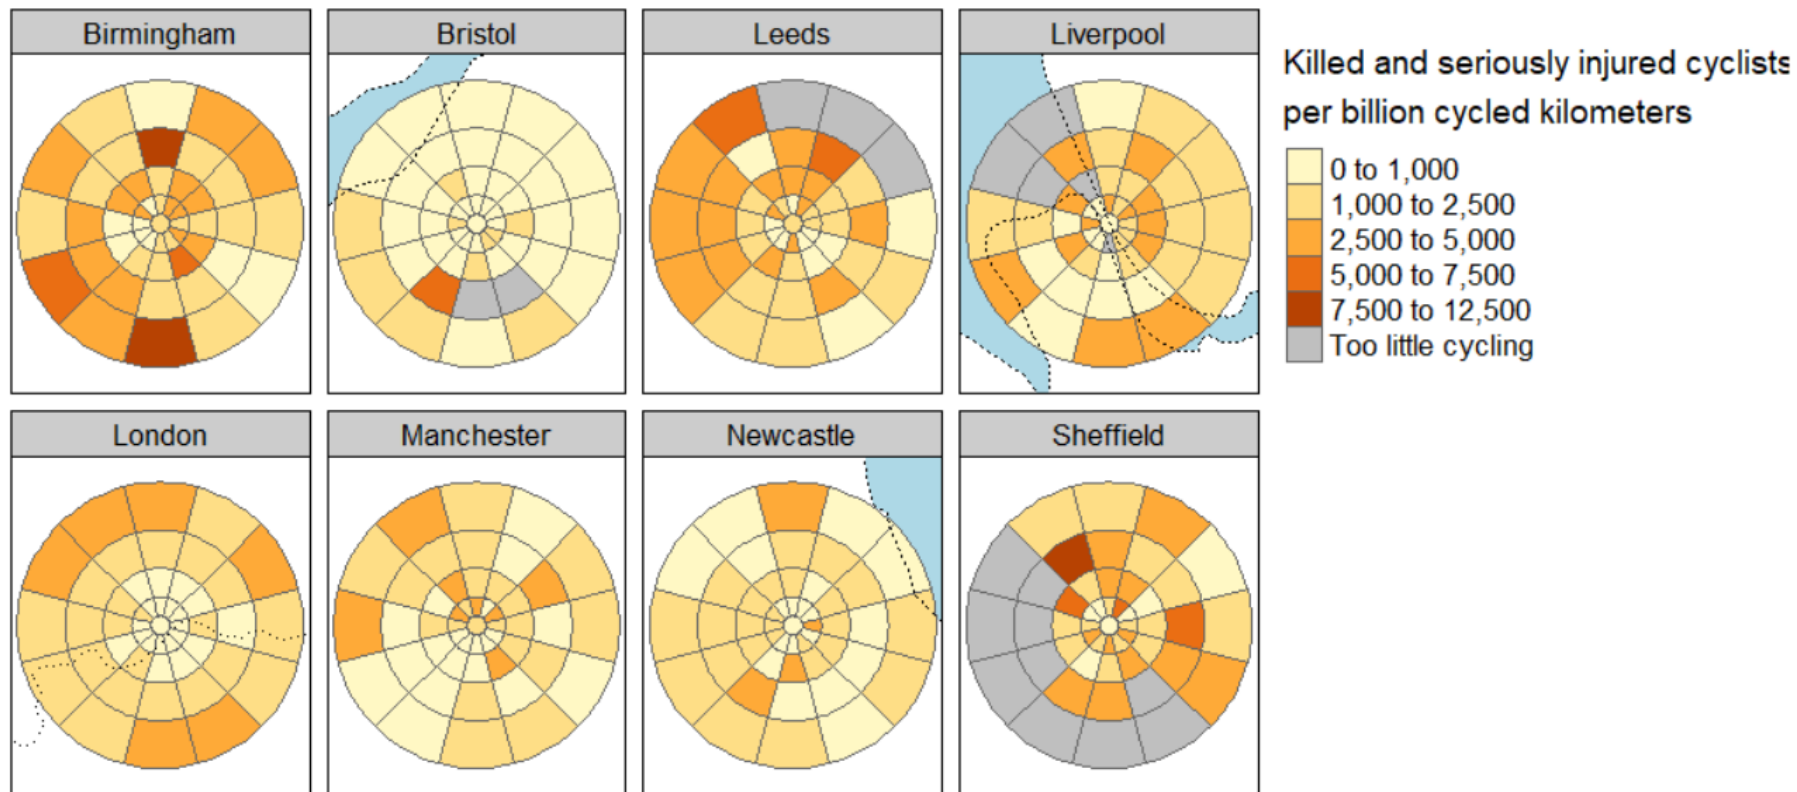 Birmingham
Bristol
Leeds
Liverpool
Killed and seriously injured cyclists
per billion cycled kilometers
0 to 1,000
1,000 to 2,500
2,500 to 5,000
5,000 to 7,500
7,500 to 12,500
Too little cycling
London
Manchester
Newcastle
Sheffield